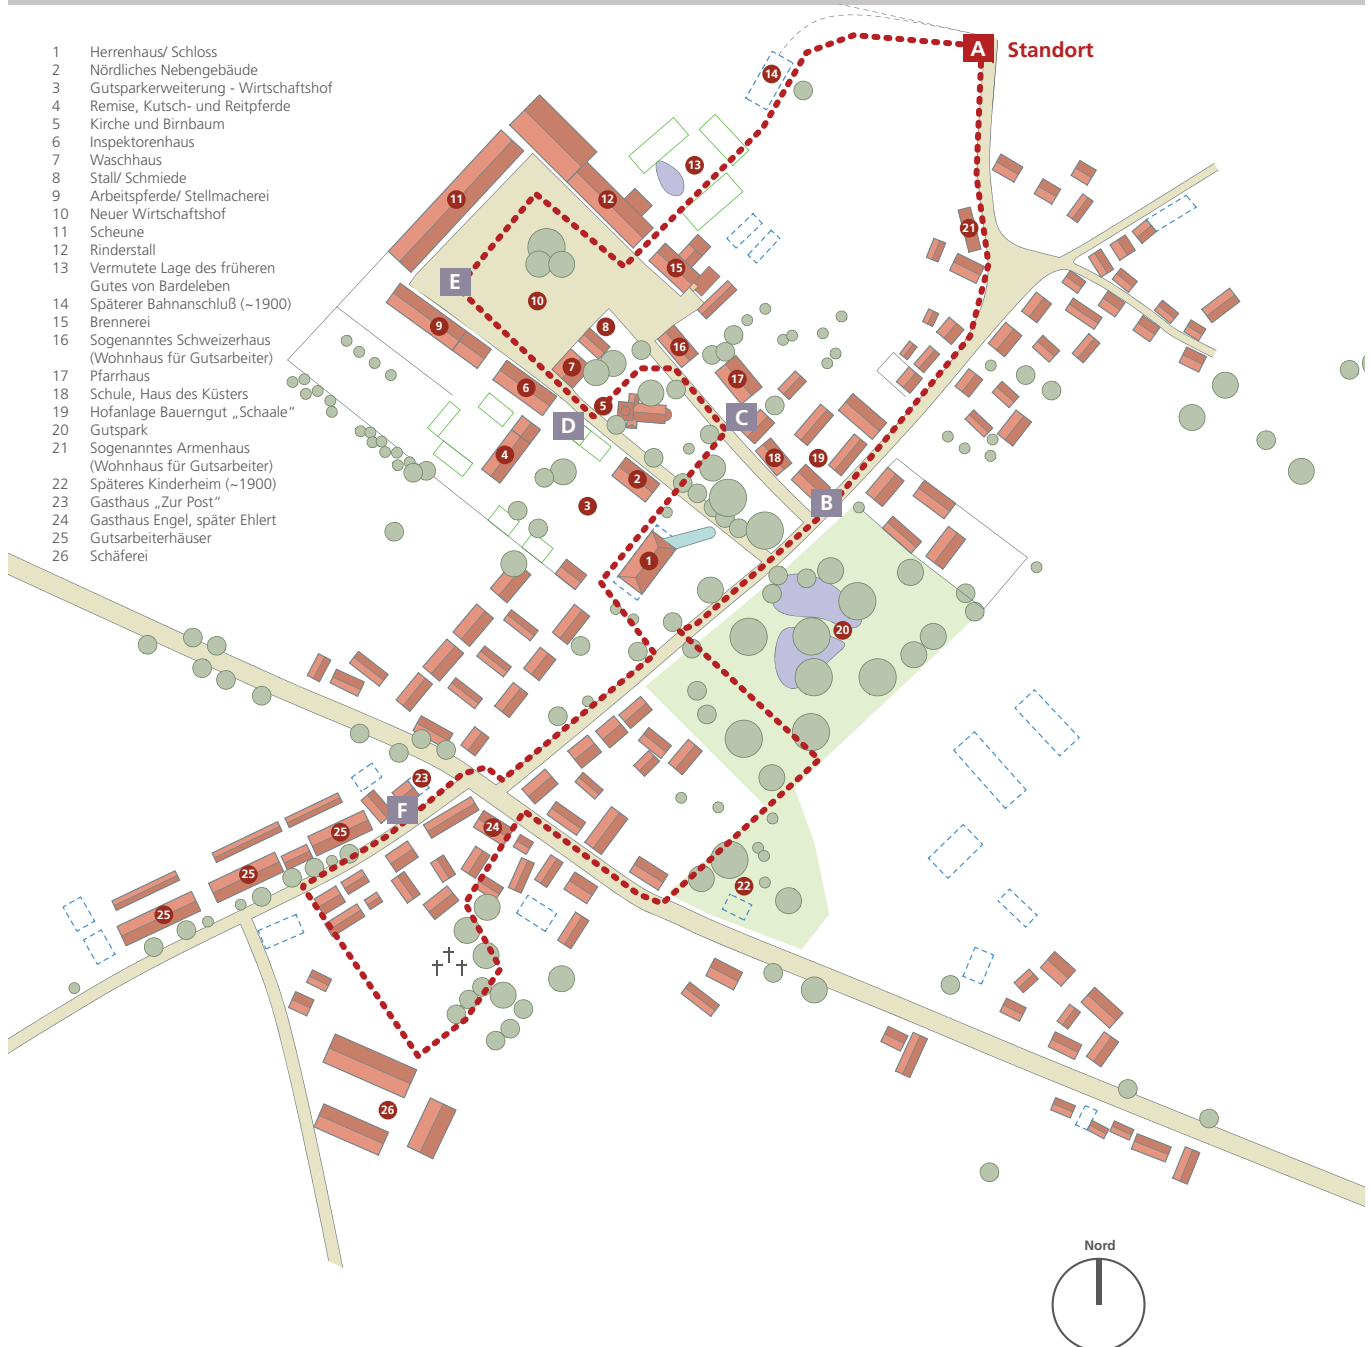 1 Herrenhaus/ Schloss
2 Nördliches Nebengebäude
3 Gutsparkerweiterung - Wirtschaftshof
4 Remise, Kutsch- und Reitpferde
5 Kirche und Birnbaum
6 Inspektorenhaus
7 Waschhaus
8 Stall/ Schmiede
9 Arbeitspferde/ Stellmacherei
10 Neuer Wirtschaftshof
11 Scheune
12 Rinderstall
13 Vermutete Lage des früheren
Gutes von Bardeleben
14 Späterer Bahnanschluß (~1900)
15 Brennerei
16 Sogenanntes Schweizerhaus
(Wohnhaus für Gutsarbeiter)
17 Pfarrhaus
18 Schule, Haus des Küsters
19 Hofanlage Bauerngut „Schaale“
20 Gutspark
21 Sogenanntes Armenhaus
(Wohnhaus für Gutsarbeiter)
22 Späteres Kinderheim (~1900)
23 Gasthaus „Zur Post“
24 Gasthaus Engel, später Ehlert
25 Gutsarbeiterhäuser
26 Schäferei
A Standort
14
13
11
12
21
15
E
10
9
8
16
7
17
6
5
C
D
4
18
19
2
B
3
1
20
23
F
24
25
25
22
25
26
Nord